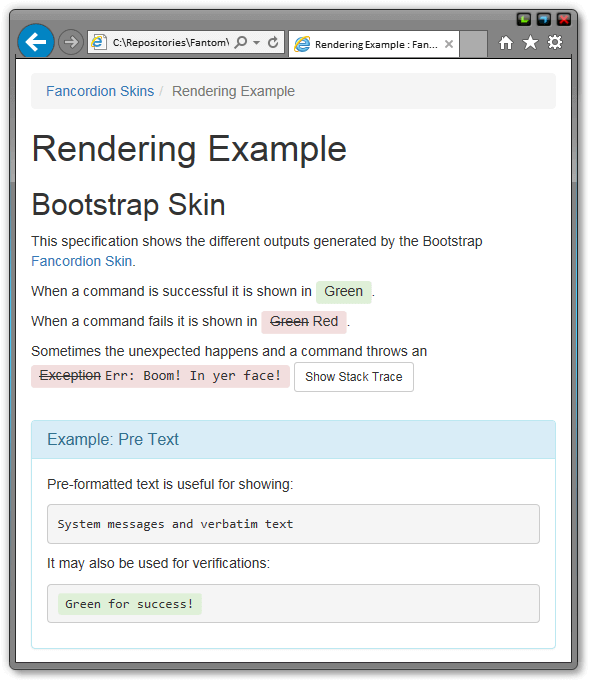 C:\Repositories\Fantom\
Rendering Example : Fan...
Fancordion Skins / Rendering Example
Rendering Example
Bootstrap Skin
This specification shows the different outputs generated by the Bootstrap
Fancordion Skin.
When a command is successful it is shown in Green .
When a command fails it is shown in Green Red .
Sometimes the unexpected happens and a command throws an
Exception Err: Boom! In yer face! Show Stack Trace
Example: Pre Text
Pre-formatted text is useful for showing:
System messages and verbatim text
It may also be used for verifications:
Green for success!